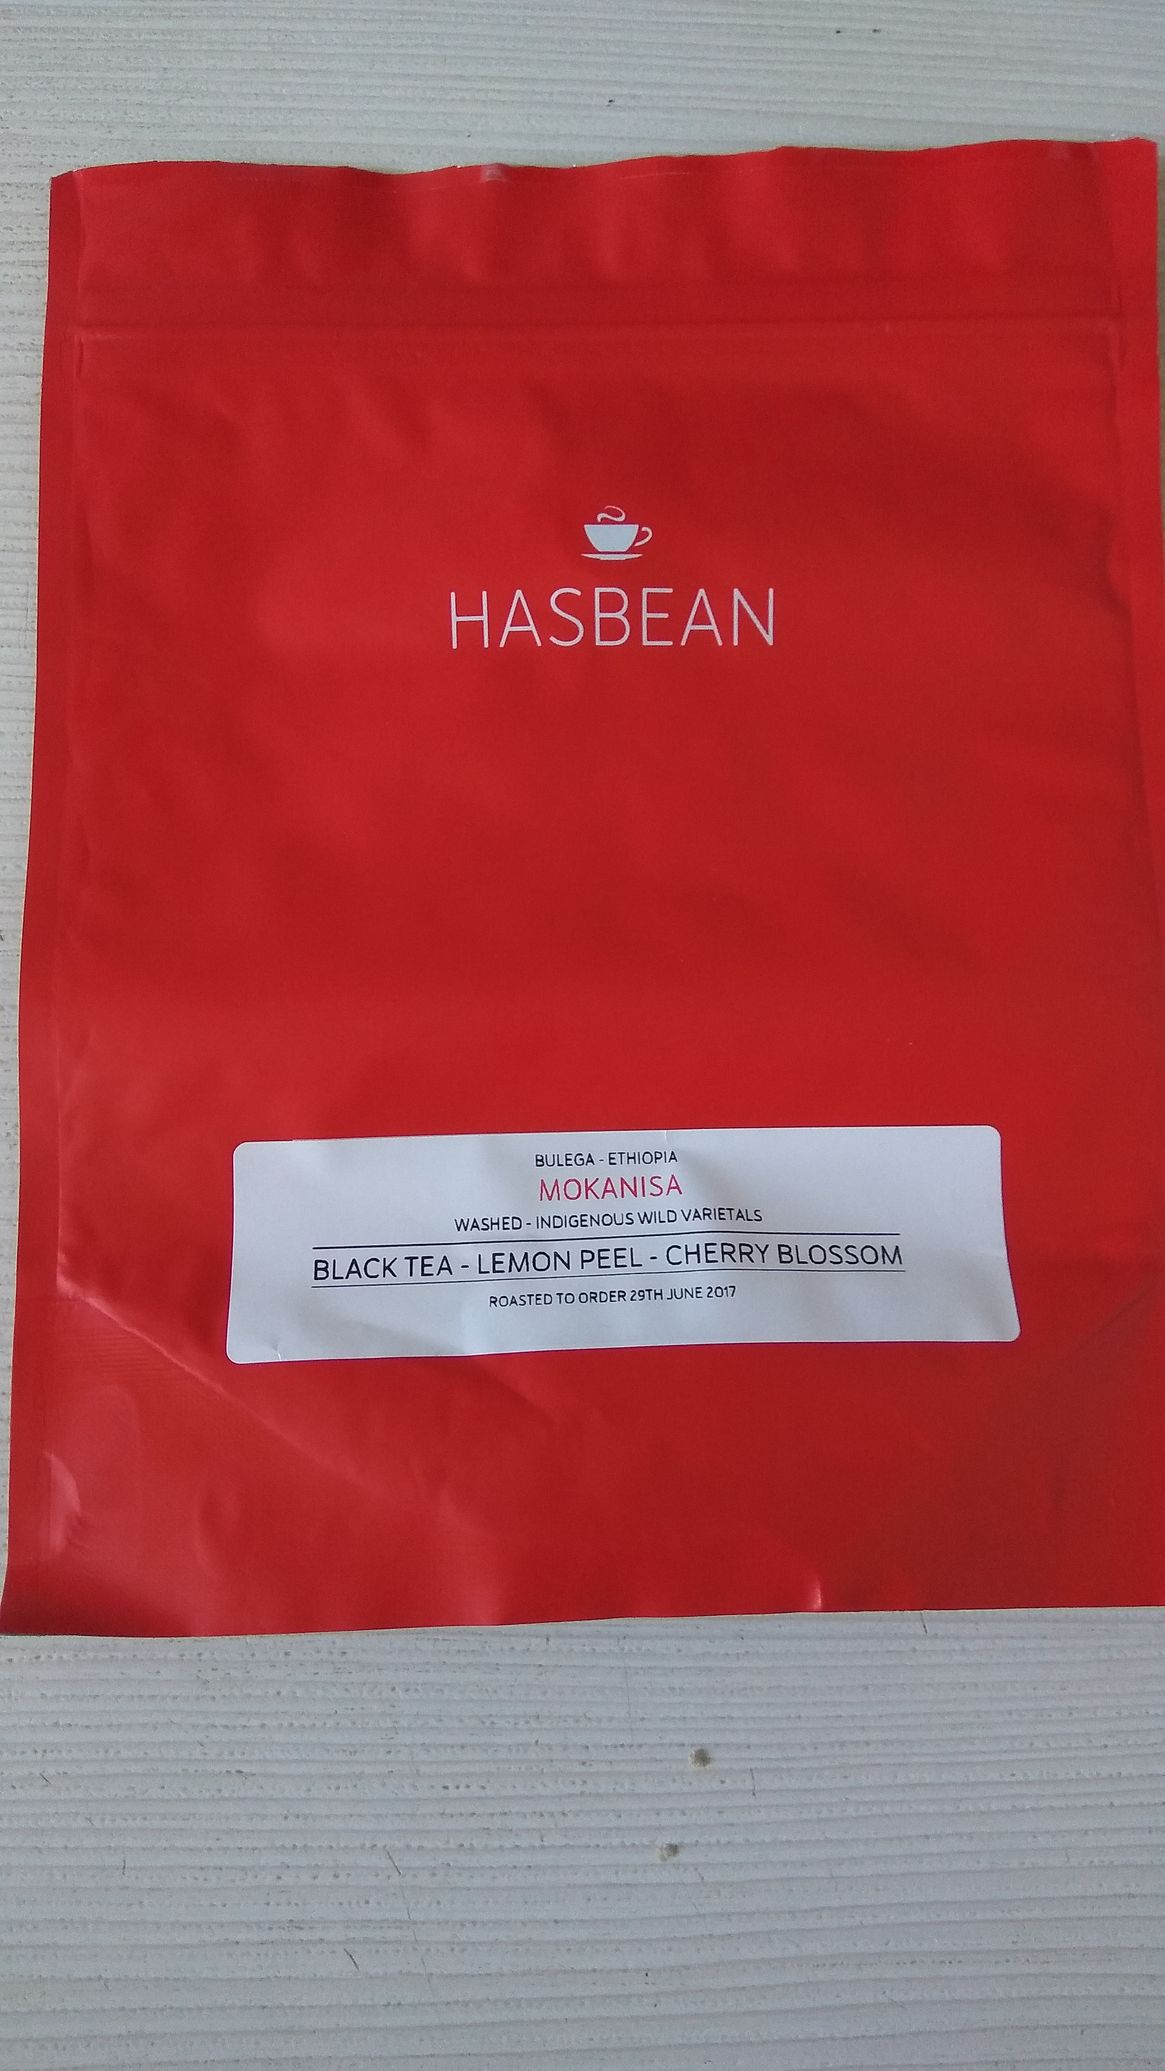 HASBEAN
BULEGA - ETHIOPIA
MOKANISA
WASHED - INDIGENOUS WILD VARIETALS
BLACK TEA - LEMON PEEL - CHERRY BLOSSOM
ROASTED TO ORDER 29TH JUNE 2017